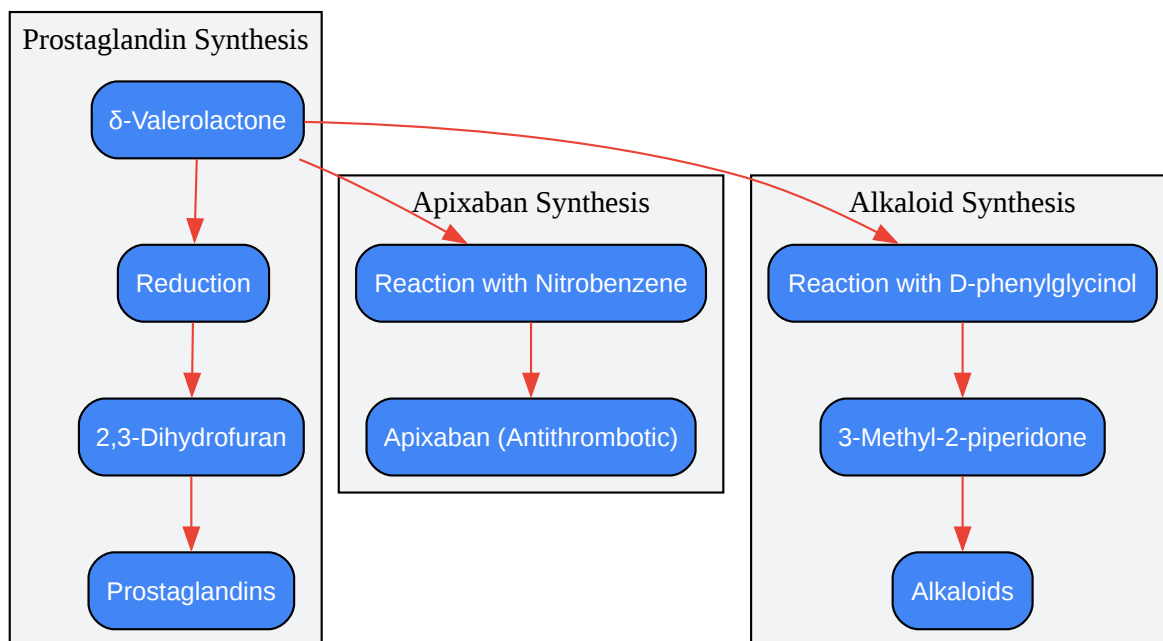 Prostaglandin Synthesis
δ-Valerolactone
Reduction
2,3-Dihydrofuran
Prostaglandins
Apixaban Synthesis
Reaction with Nitrobenzene
Apixaban (Antithrombotic)
Alkaloid Synthesis
Reaction with D-phenylglycinol
3-Methyl-2-piperidone
Alkaloids